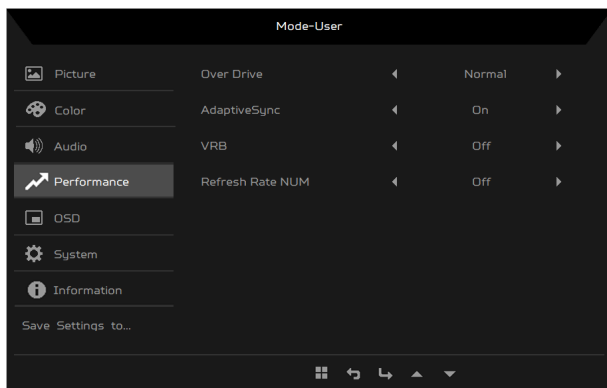 Mode-User
Picture
Over Drive Normal
Color
AdaptiveSync On
Audio
VRB Off
Performance
Refresh Rate NUM Off
OSD
System
Information
Save Settings to...